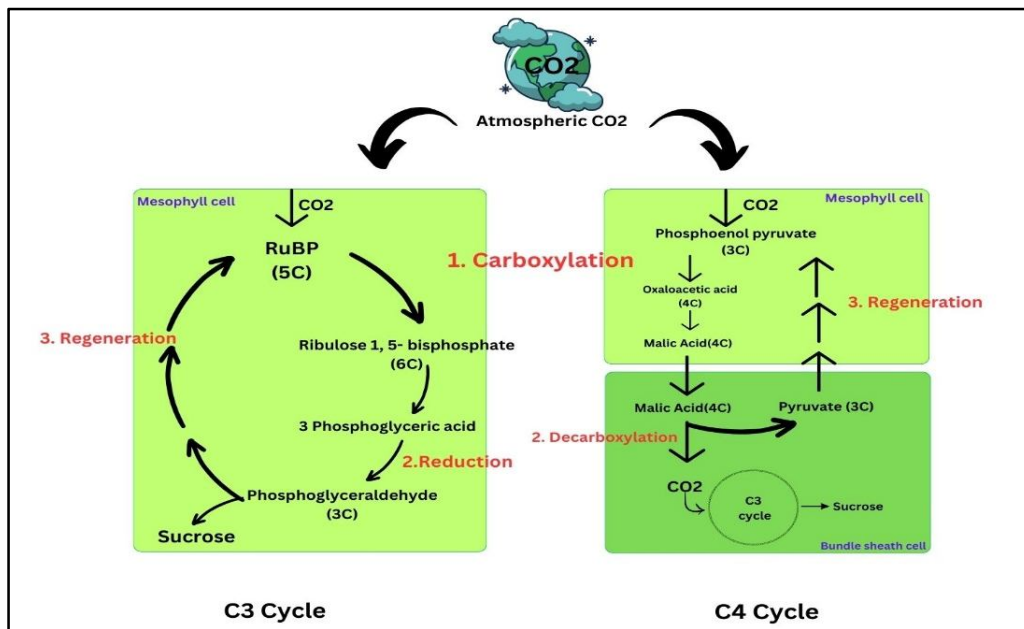 CO2
Atmospheric CO2
Mesophyll cell
CO2
RuBP
(5C)
1. Carboxylation
3. Regeneration
Ribulose 1, 5- bisphosphate
(6C)
3 Phosphoglyceric acid
2.Reduction
Phosphoglyceraldehyde
(3C)
Sucrose
C3 Cycle
Mesophyll cell
CO2
Phosphoenol pyruvate
(3C)
Oxaloacetic acid
(4C)
3. Regeneration
Malic Acid(4C)
Malic Acid(4C)
Pyruvate (3C)
2. Decarboxylation
CO2
C3
cycle
Sucrose
Bundle sheath cell
C4 Cycle